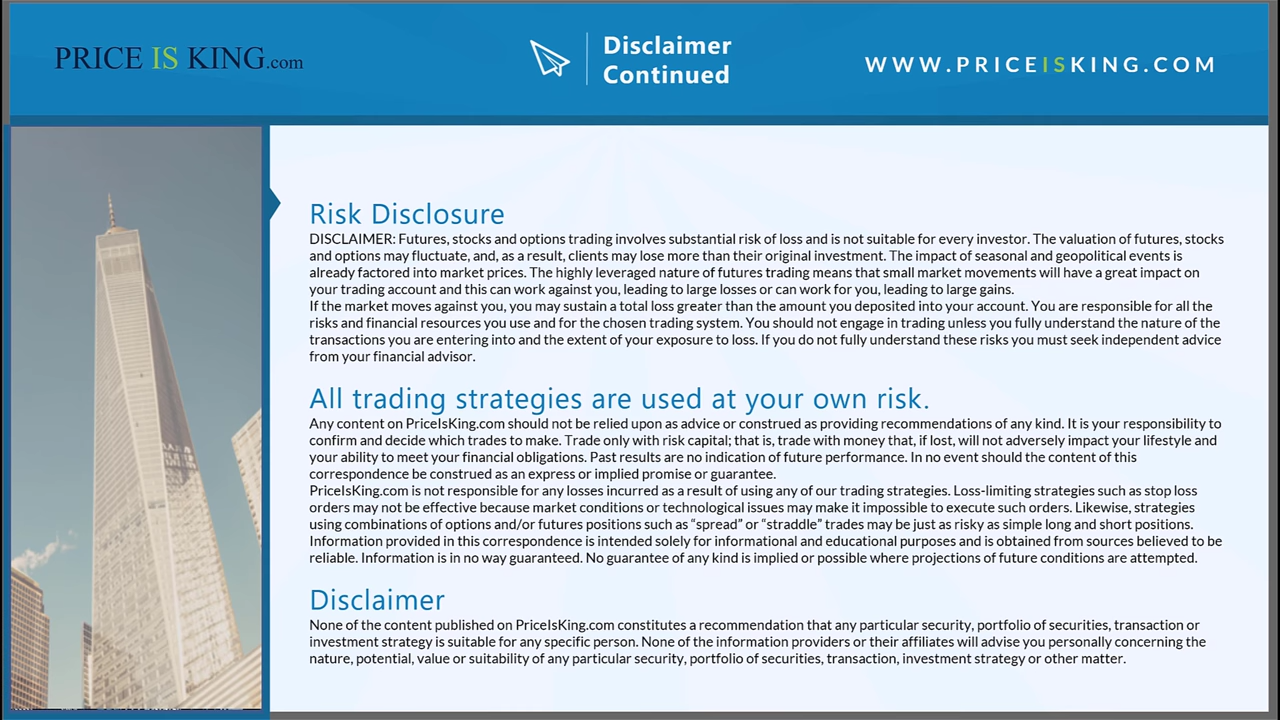 PRICE IS KING.com
Disclaimer
Continued
WWW.PRICEISKING.COM
Risk Disclosure
DISCLAIMER: Futures, stocks and options trading involves substantial risk of loss and is not suitable for every investor. The valuation of futures, stocks
and options may fluctuate, and, as a result, clients may lose more than their original investment. The impact of seasonal and geopolitical events is
already factored into market prices. The highly leveraged nature of futures trading means that small market movements will have a great impact on
your trading account and this can work against you, leading to large losses or can work for you, leading to large gains.
If the market moves against you, you may sustain a total loss greater than the amount you deposited into your account. You are responsible for all the
risks and financial resources you use and for the chosen trading system. You should not engage in trading unless you fully understand the nature of the
transactions you are entering into and the extent of your exposure to loss. If you do not fully understand these risks you must seek independent advice
from your financial advisor.
All trading strategies are used at your own risk.
Any content on PriceIsKing.com should not be relied upon as advice or construed as providing recommendations of any kind. It is your responsibility to
confirm and decide which trades to make. Trade only with risk capital; that is, trade with money that, if lost, will not adversely impact your lifestyle and
your ability to meet your financial obligations. Past results are no indication of future performance. In no event should the content of this
correspondence be construed as an express or implied promise or guarantee.
PriceIsKing.com is not responsible for any losses incurred as a result of using any of our trading strategies. Loss-limiting strategies such as stop loss
orders may not be effective because market conditions or technological issues may make it impossible to execute such orders. Likewise, strategies
using combinations of options and/or futures positions such as “spread” or “straddle” trades may be just as risky as simple long and short positions.
Information provided in this correspondence is intended solely for informational and educational purposes and is obtained from sources believed to be
reliable. Information is in no way guaranteed. No guarantee of any kind is implied or possible where projections of future conditions are attempted.
Disclaimer
None of the content published on PriceIsKing.com constitutes a recommendation that any particular security, portfolio of securities, transaction or
investment strategy is suitable for any specific person. None of the information providers or their affiliates will advise you personally concerning the
nature, potential, value or suitability of any particular security, portfolio of securities, transaction, investment strategy or other matter.